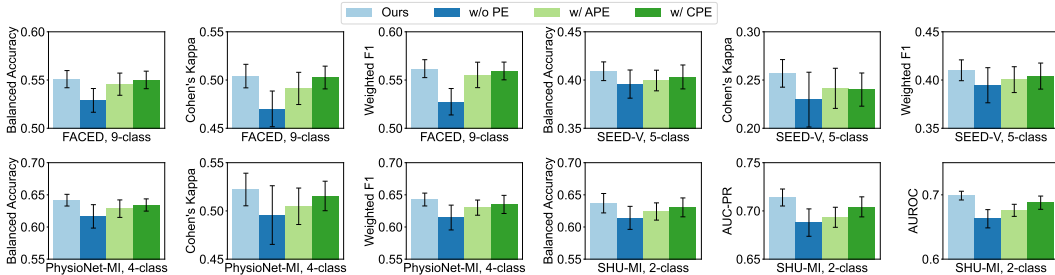 Ours w/o PE w/ APE w/ CPE
Balanced Accuracy
0.60
0.55
0.50
FACED, 9-class
Cohen's Kappa
0.55
0.50
0.45
FACED, 9-class
Weighted F1
0.60
0.55
0.50
FACED, 9-class
Balanced Accuracy
0.45
0.40
0.35
SEED-V, 5-class
Cohen's Kappa
0.30
0.25
0.20
SEED-V, 5-class
Weighted F1
0.45
0.40
0.35
SEED-V, 5-class
Balanced Accuracy
0.70
0.65
0.60
0.55
PhysioNet-MI, 4-class
Cohen's Kappa
0.55
0.50
0.45
PhysioNet-MI, 4-class
Weighted F1
0.70
0.65
0.60
0.55
PhysioNet-MI, 4-class
Balanced Accuracy
0.70
0.65
0.60
0.55
SHU-MI, 2-class
AUC-PR
0.75
0.70
0.65
SHU-MI, 2-class
AUROC
0.7
0.6
SHU-MI, 2-class